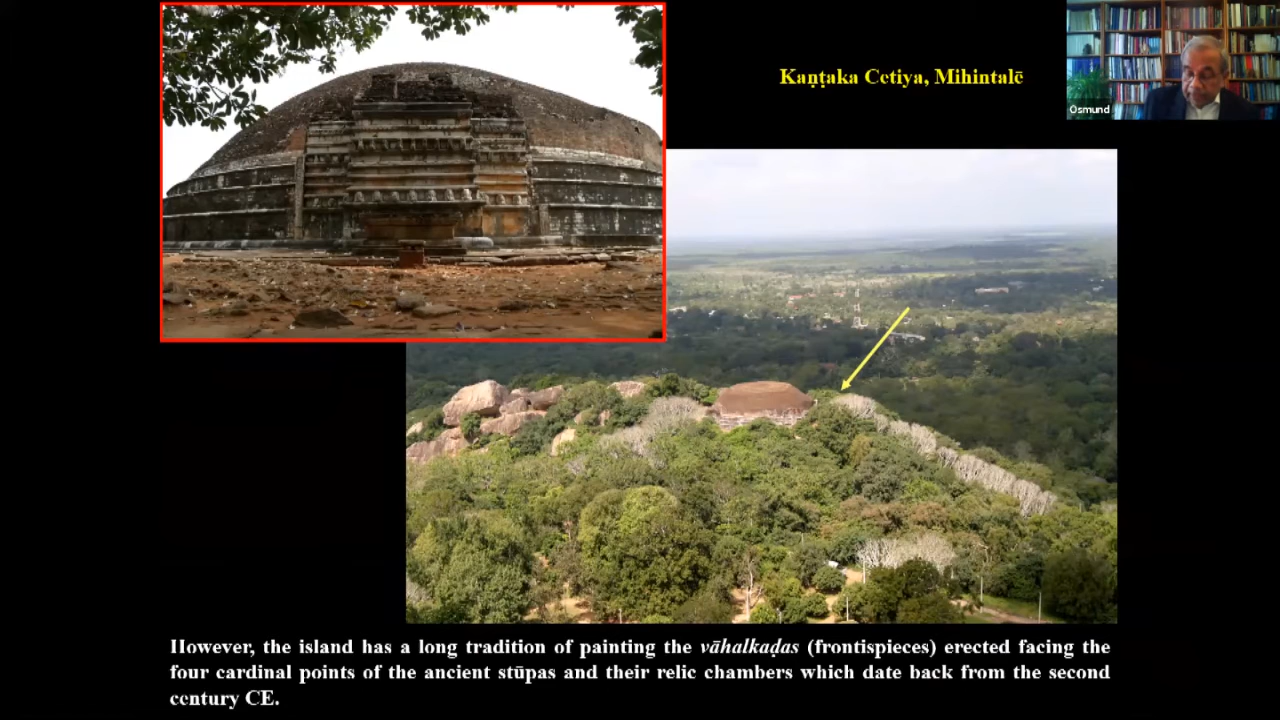 Kaṇṭaka Cetiya, Mihintalē
Osmund
However, the island has a long tradition of painting the vāhalkaḍas (frontispieces) erected facing the
four cardinal points of the ancient stūpas and their relic chambers which date back from the second
century CE.